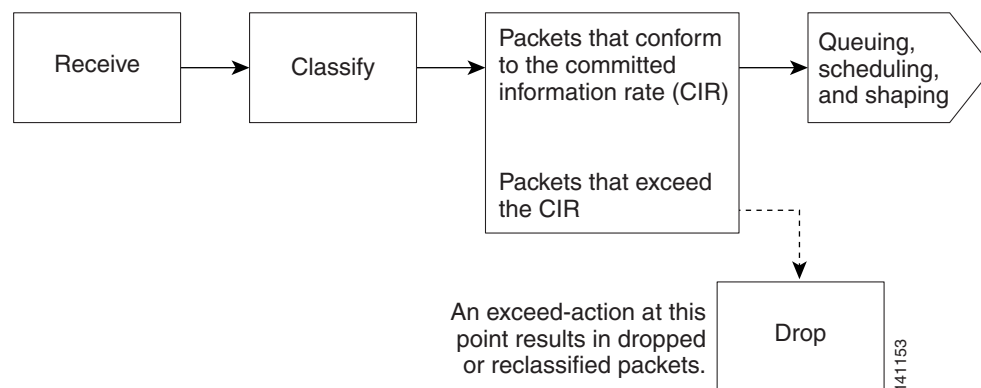 Receive
Classify
Packets that conform
to the committed
information rate (CIR)
Packets that exceed
the CIR
Queuing,
scheduling,
and shaping
An exceed-action at this
point results in dropped
or reclassified packets.
Drop
141153